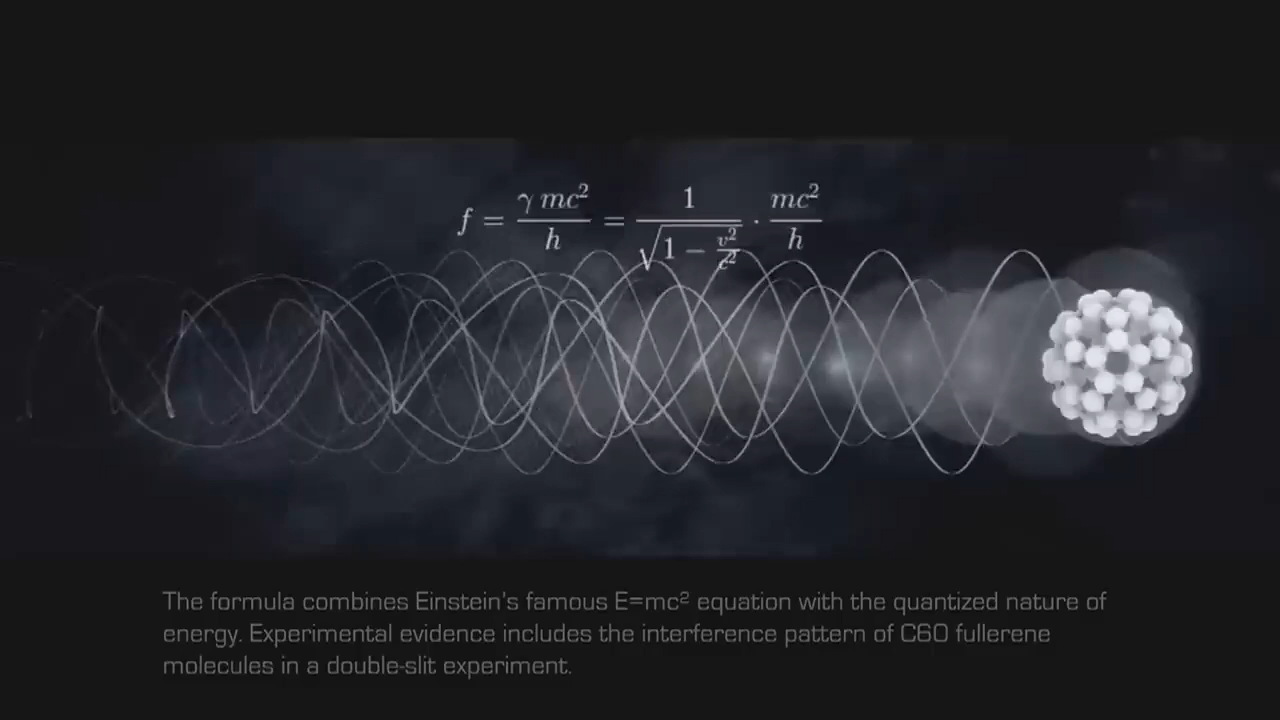 f = γ mc² / h = 1 / √(1 − v²/c²) · mc² / h
The formula combines Einstein's famous E=mc² equation with the quantized nature of
energy. Experimental evidence includes the interference pattern of C60 fullerene
molecules in a double-slit experiment.